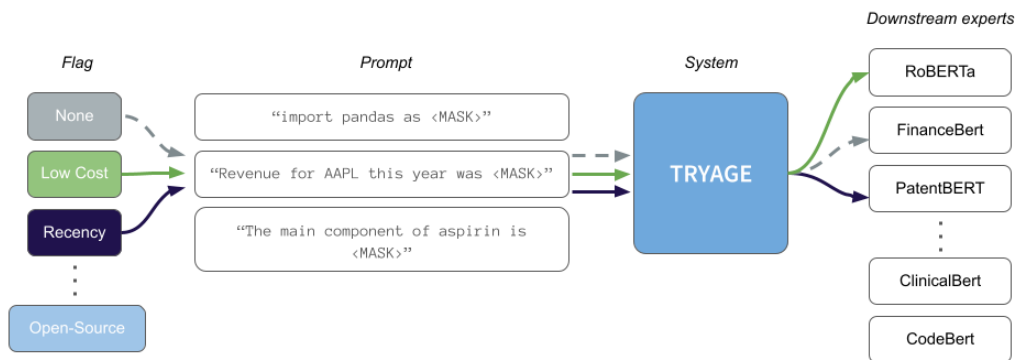 Downstream experts
Flag
Prompt
System
None
Low Cost
Recency
Open-Source
“import pandas as <MASK>”
“Revenue for AAPL this year was <MASK>”
“The main component of aspirin is
<MASK>”
TRYAGE
RoBERTa
FinanceBert
PatentBERT
ClinicalBert
CodeBert